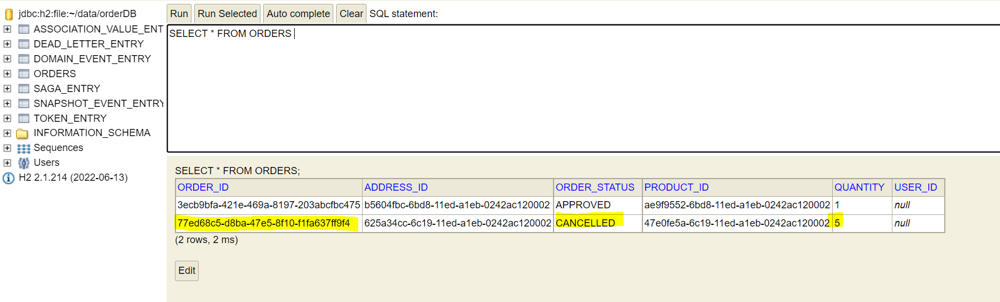 jdbc:h2:file:~/data/orderDB
ASSOCIATION_VALUE_ENT
DEAD_LETTER_ENTRY
DOMAIN_EVENT_ENTRY
ORDERS
SAGA_ENTRY
SNAPSHOT_EVENT_ENTRY
TOKEN_ENTRY
INFORMATION_SCHEMA
Sequences
Users
H2 2.1.214 (2022-06-13)
Run Run Selected Auto complete Clear SQL statement:
SELECT * FROM ORDERS
SELECT * FROM ORDERS;
ORDER_ID ADDRESS_ID ORDER_STATUS PRODUCT_ID QUANTITY USER_ID
3ecb9bfa-421e-469a-8197-203abcfbc475 b5604fbc-6bd8-11ed-a1eb-0242ac120002 APPROVED ae9f9552-6bd8-11ed-a1eb-0242ac120002 1 null
77ed68c5-d8ba-47e5-8f10-f1fa637ff9f4 625a34cc-6c19-11ed-a1eb-0242ac120002 CANCELLED 47e0fe5a-6c19-11ed-a1eb-0242ac120002 5 null
(2 rows, 2 ms)
Edit